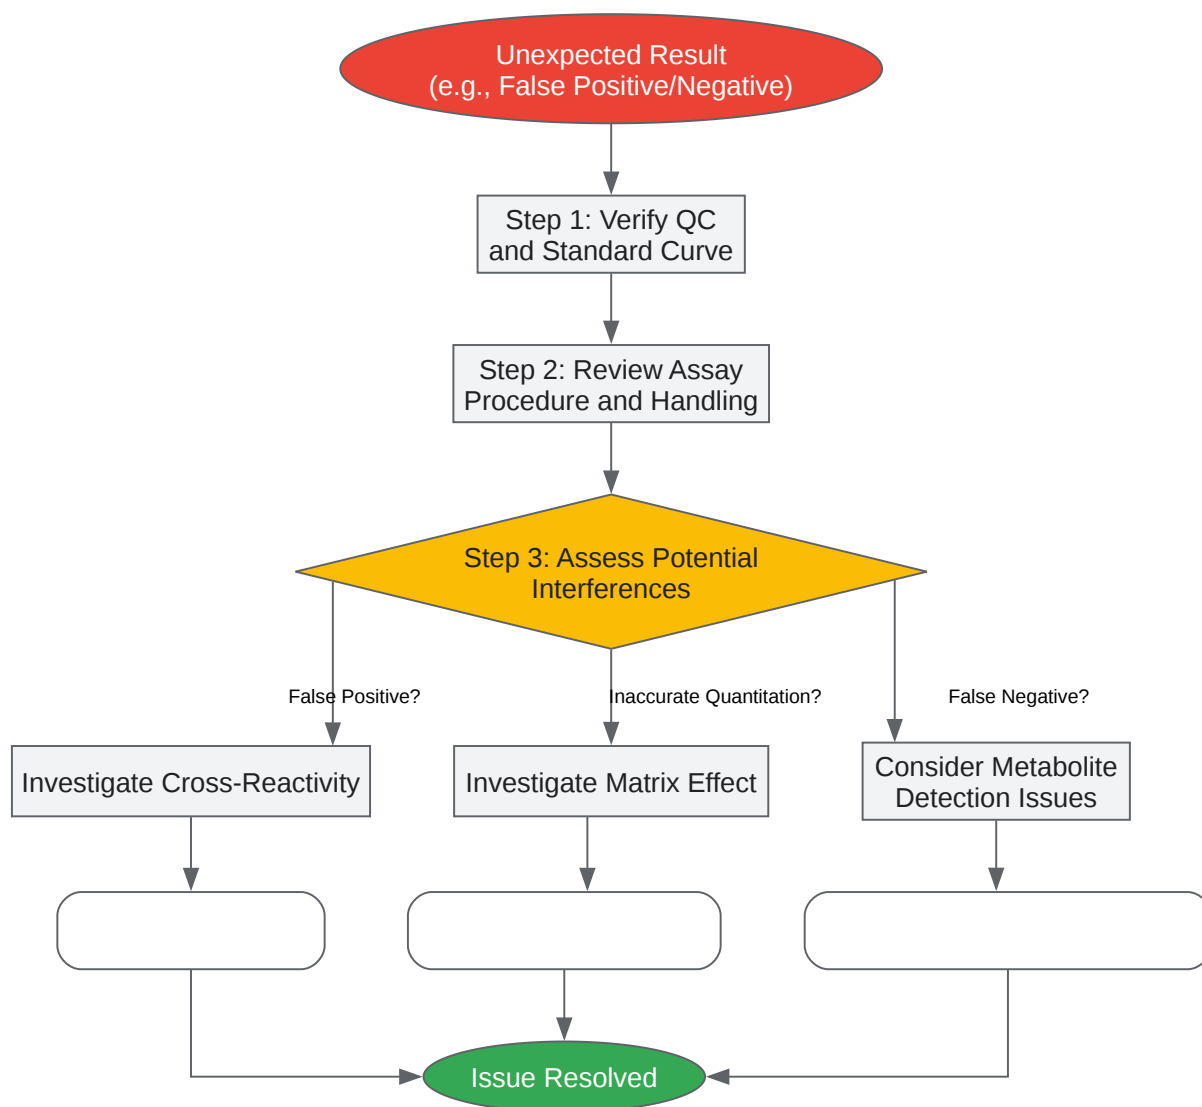 Unexpected Result
(e.g., False Positive/Negative)
Step 1: Verify QC
and Standard Curve
Step 2: Review Assay
Procedure and Handling
Step 3: Assess Potential
Interferences
False Positive?
Inaccurate Quantitation?
False Negative?
Investigate Cross-Reactivity
Investigate Matrix Effect
Consider Metabolite
Detection Issues
Issue Resolved